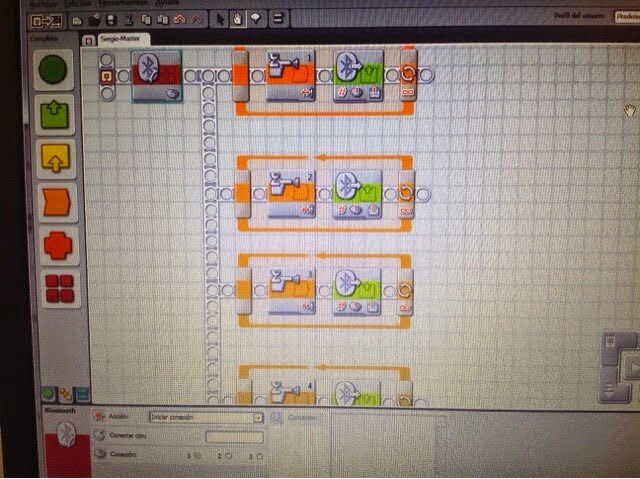 Archivo Edición Herramientas Ayuda
Perfil del usuario:
Completa
Sergio-Master
1
2
3
4
Bluetooth
Acción:
Iniciar conexión
Conectar con:
Conexión:
1
2
3